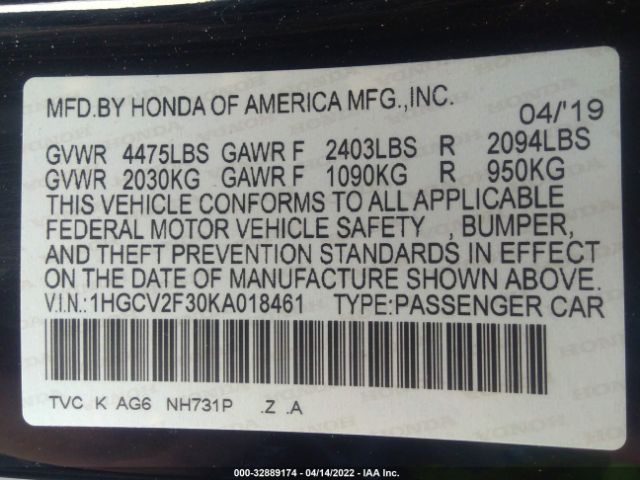 MFD.BY HONDA OF AMERICA MFG.,INC. 04/'19
GVWR 4475LBS GAWR F 2403LBS R 2094LBS
GVWR 2030KG GAWR F 1090KG R 950KG
THIS VEHICLE CONFORMS TO ALL APPLICABLE
FEDERAL MOTOR VEHICLE SAFETY , BUMPER,
AND THEFT PREVENTION STANDARDS IN EFFECT
ON THE DATE OF MANUFACTURE SHOWN ABOVE.
V.I.N.:1HGCV2F30KA018461 TYPE:PASSENGER CAR
TVC K AG6 NH731P .Z .A
000-32889174 — 04/14/2022 — IAA Inc.